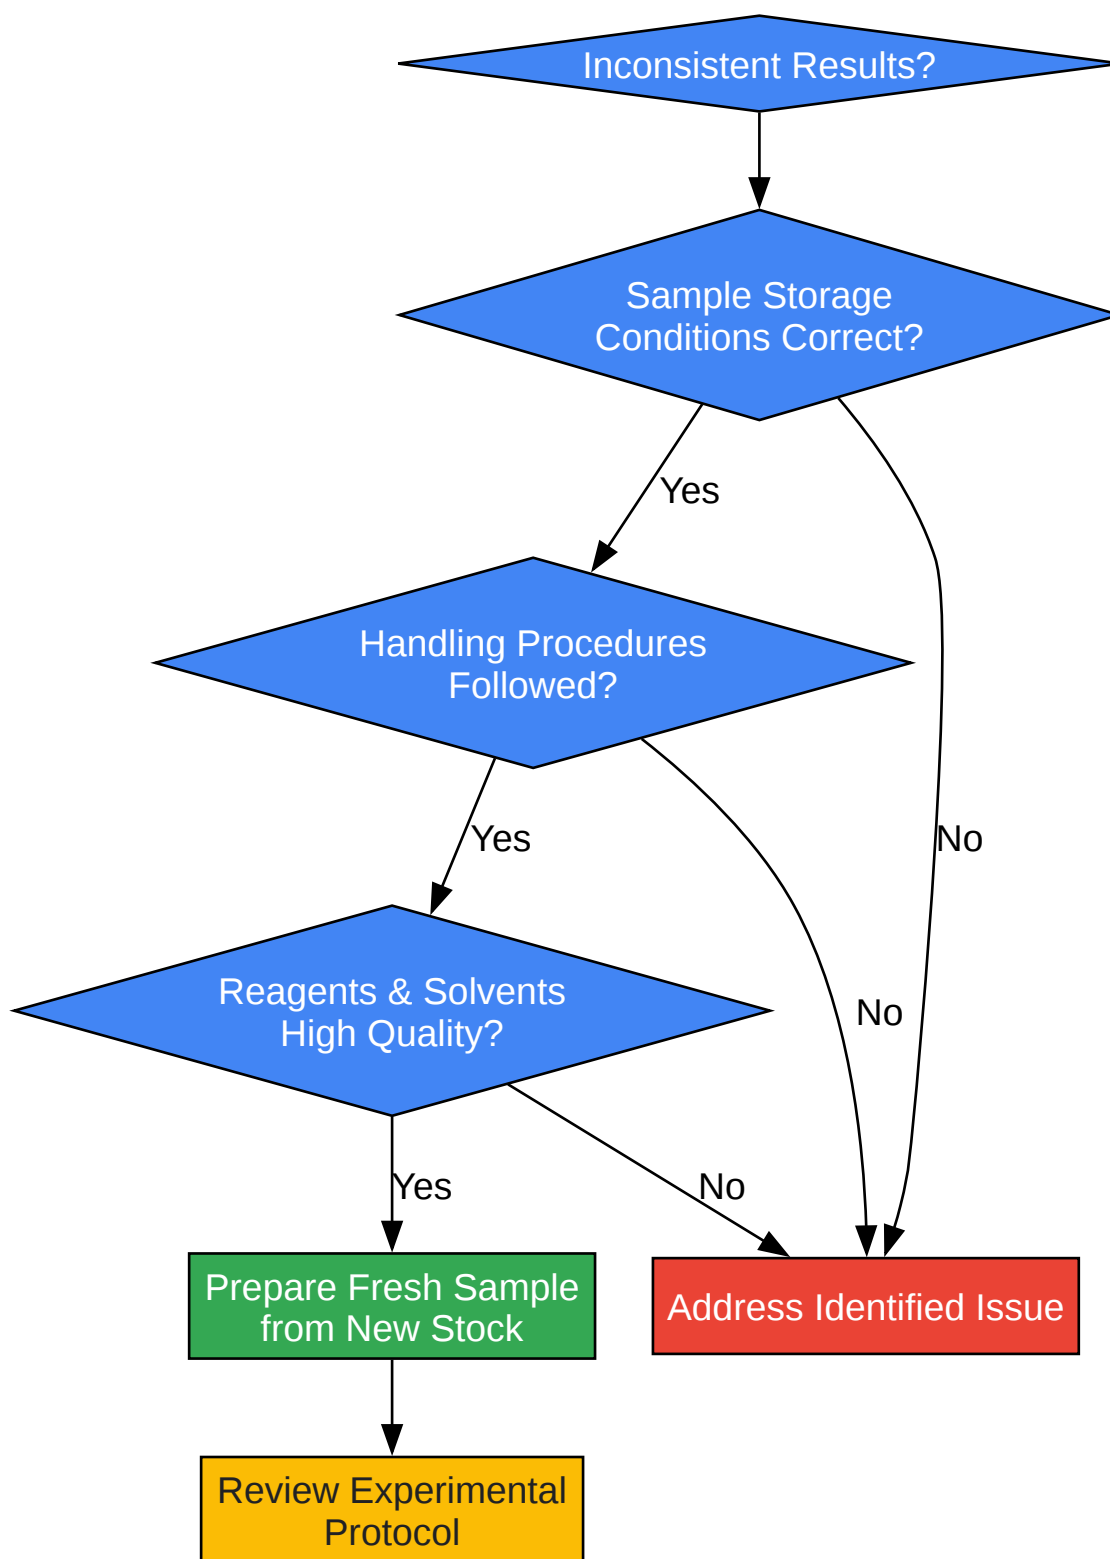 Inconsistent Results?
Sample Storage
Conditions Correct?
Yes
Handling Procedures
Followed?
Yes
No
Reagents & Solvents
High Quality?
No
Yes
No
Prepare Fresh Sample
from New Stock
Address Identified Issue
Review Experimental
Protocol